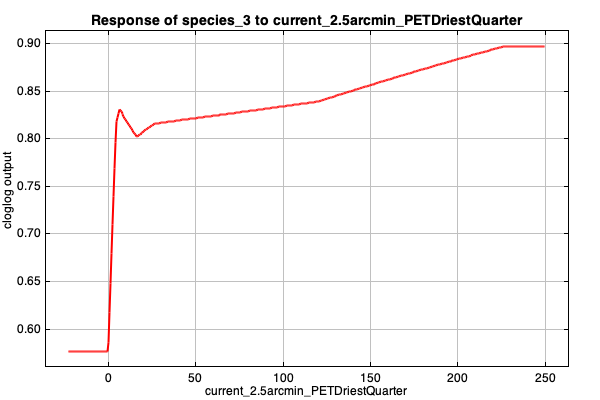 Response of species_3 to current_2.5arcmin_PETDriestQuarter
0.90
0.85
0.80
0.75
0.70
0.65
0.60
cloglog output
0 50 100 150 200 250
current_2.5arcmin_PETDriestQuarter